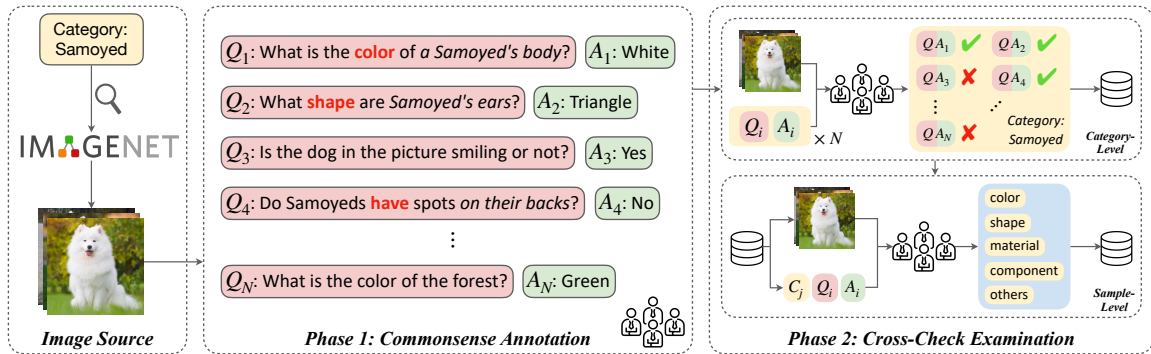 Category:
Samoyed
IMAGENET
Image Source
Q1: What is the color of a Samoyed's body?
A1: White
Q2: What shape are Samoyed's ears?
A2: Triangle
Q3: Is the dog in the picture smiling or not?
A3: Yes
Q4: Do Samoyeds have spots on their backs?
A4: No
⋮
QN: What is the color of the forest?
AN: Green
Phase 1: Commonsense Annotation
Qi Ai
× N
QA1 ✔ QA2 ✔
QA3 ✘ QA4 ✔
⋮ ⋰
QAN ✘
Category:
Samoyed
Category-
Level
Cj Qi Ai
color
shape
material
component
others
Sample-
Level
Phase 2: Cross-Check Examination